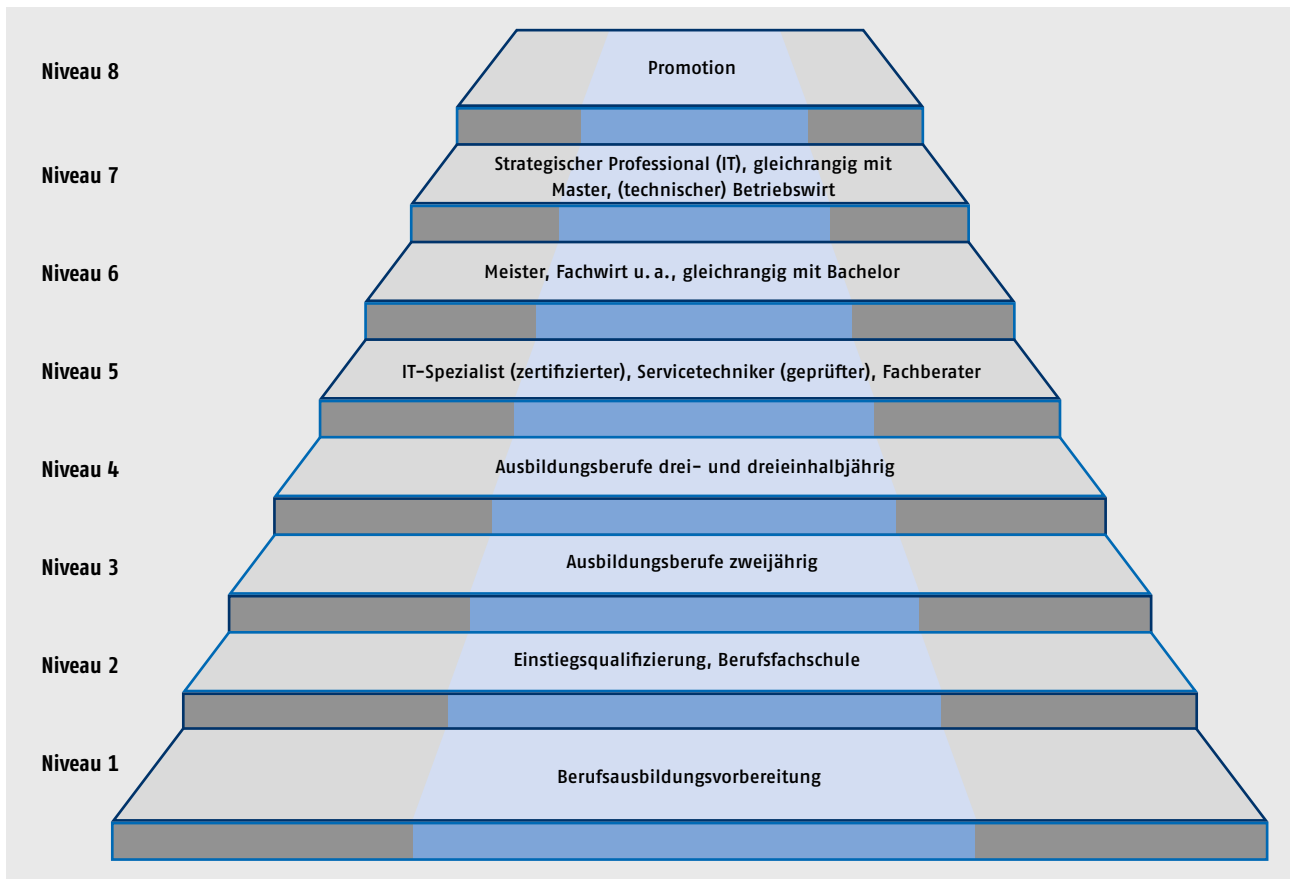 Niveau 8
Promotion
Niveau 7
Strategischer Professional (IT), gleichrangig mit
Master, (technischer) Betriebswirt
Niveau 6
Meister, Fachwirt u. a., gleichrangig mit Bachelor
Niveau 5
IT-Spezialist (zertifizierter), Servicetechniker (geprüfter), Fachberater
Niveau 4
Ausbildungsberufe drei- und dreieinhalbjährig
Niveau 3
Ausbildungsberufe zweijährig
Niveau 2
Einstiegsqualifizierung, Berufsfachschule
Niveau 1
Berufsausbildungsvorbereitung